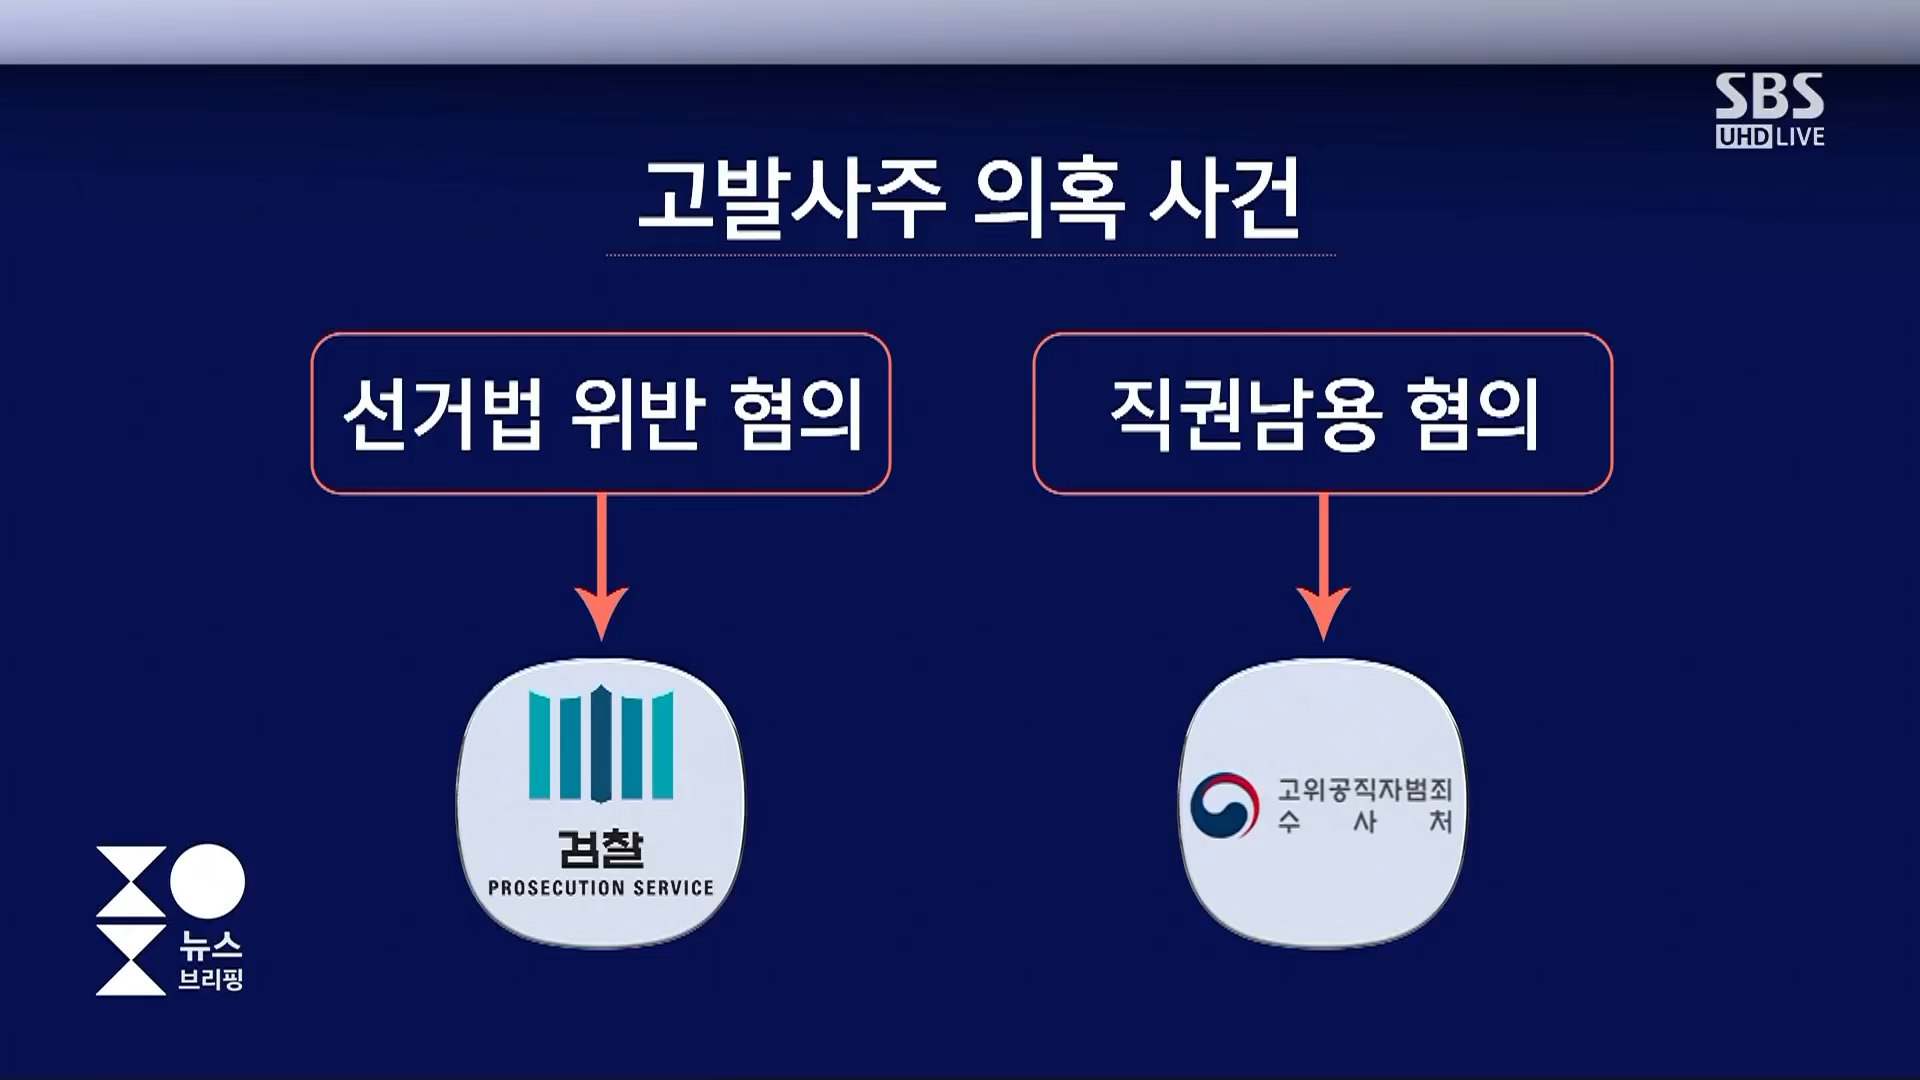 SBS
UHD LIVE
고발사주 의혹 사건
선거법 위반 혐의
직권남용 혐의
검찰
PROSECUTION SERVICE
고위공직자범죄
수 사 처
뉴스
브리핑